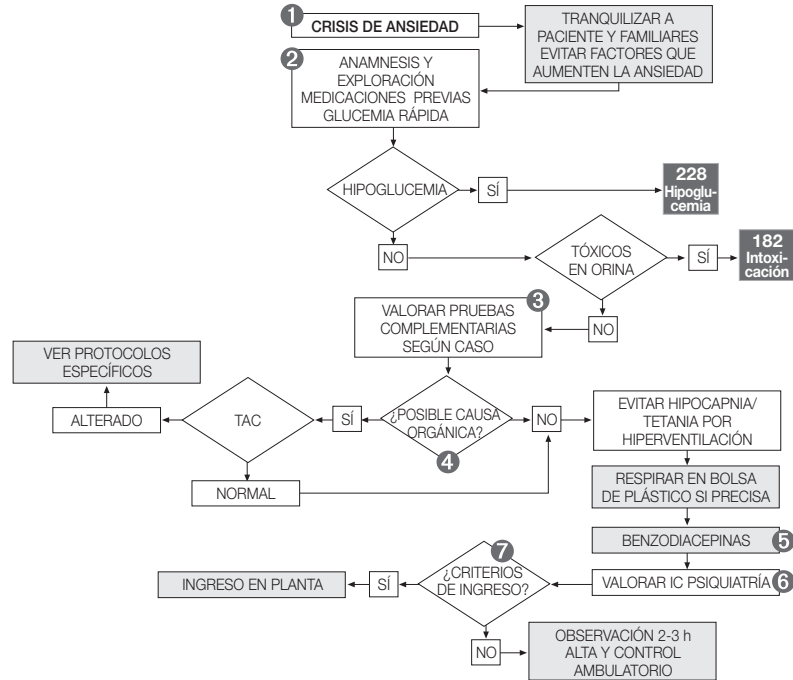 1
CRISIS DE ANSIEDAD
TRANQUILIZAR A
PACIENTE Y FAMILIARES
EVITAR FACTORES QUE
AUMENTEN LA ANSIEDAD
2
ANAMNESIS Y
EXPLORACIÓN
MEDICACIONES PREVIAS
GLUCEMIA RÁPIDA
HIPOGLUCEMIA
SÍ
228
Hipoglu-
cemia
NO
TÓXICOS
EN ORINA
SÍ
182
Intoxi-
cación
NO
3
VALORAR PRUEBAS
COMPLEMENTARIAS
SEGÚN CASO
VER PROTOCOLOS
ESPECÍFICOS
ALTERADO
TAC
SÍ
¿POSIBLE CAUSA
ORGÁNICA?
4
NO
EVITAR HIPOCAPNIA/
TETANIA POR
HIPERVENTILACIÓN
NORMAL
RESPIRAR EN BOLSA
DE PLÁSTICO SI PRECISA
BENZODIACEPINAS
5
VALORAR IC PSIQUIATRÍA
6
7
¿CRITERIOS
DE INGRESO?
SÍ
INGRESO EN PLANTA
NO
OBSERVACIÓN 2-3 h
ALTA Y CONTROL
AMBULATORIO